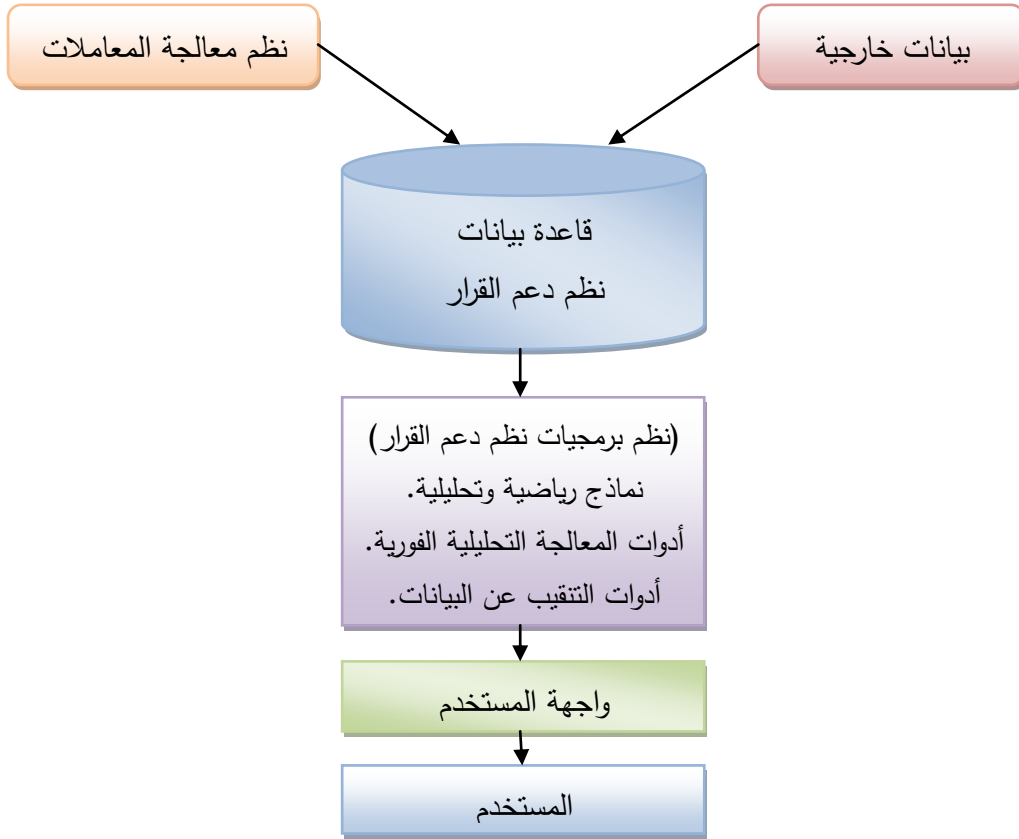 بيانات خارجية
نظم معالجة المعاملات
قاعدة بيانات
نظم دعم القرار
(نظم برمجيات نظم دعم القرار)
نماذج رياضية وتحليلية.
أدوات المعالجة التحليلية الفورية.
أدوات التنقيب عن البيانات.
واجهة المستخدم
المستخدم